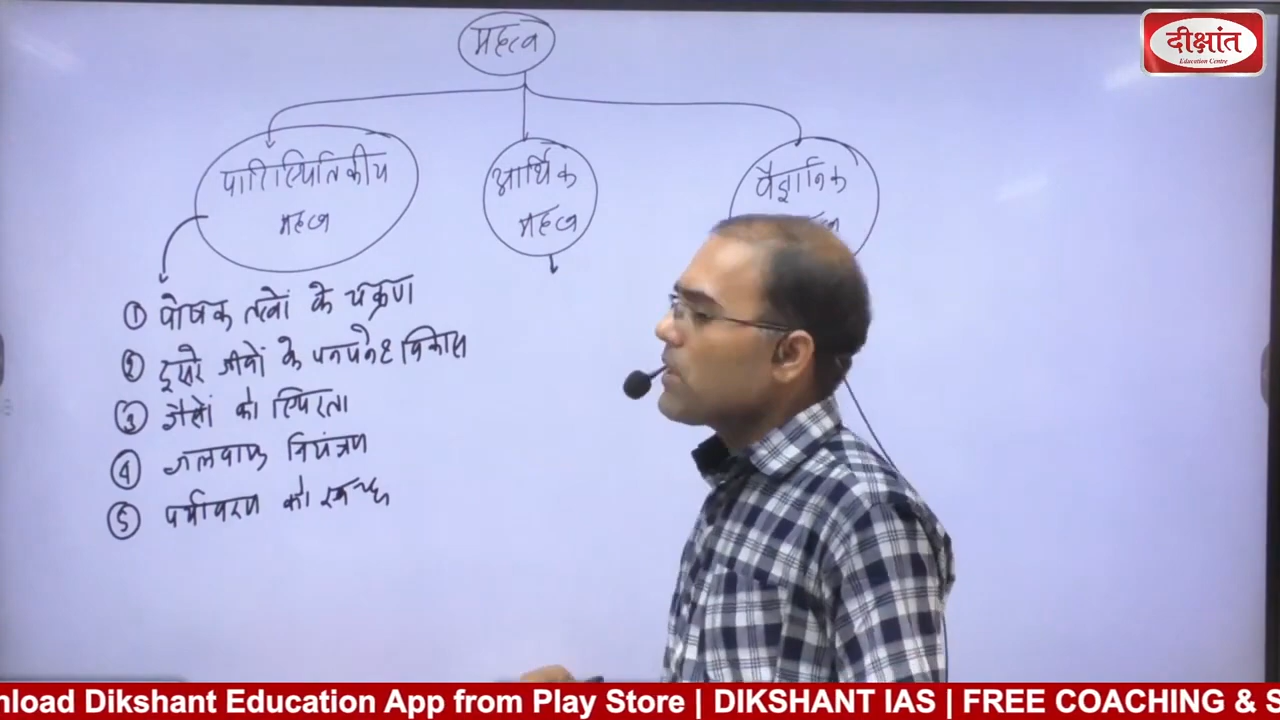 दीक्षांत
Education Centre
महत्व
पारिस्थितिकीय
महत्व
आर्थिक
महत्व
वैज्ञानिक
① पोषक तत्वों के चक्रण
② दूसरे जीवों के पनपने व विकास
③ गैसों की स्थिरता
④ जलवायु नियंत्रण
⑤ पर्यावरण को स्वच्छ
nload Dikshant Education App from Play Store | DIKSHANT IAS | FREE COACHING & S